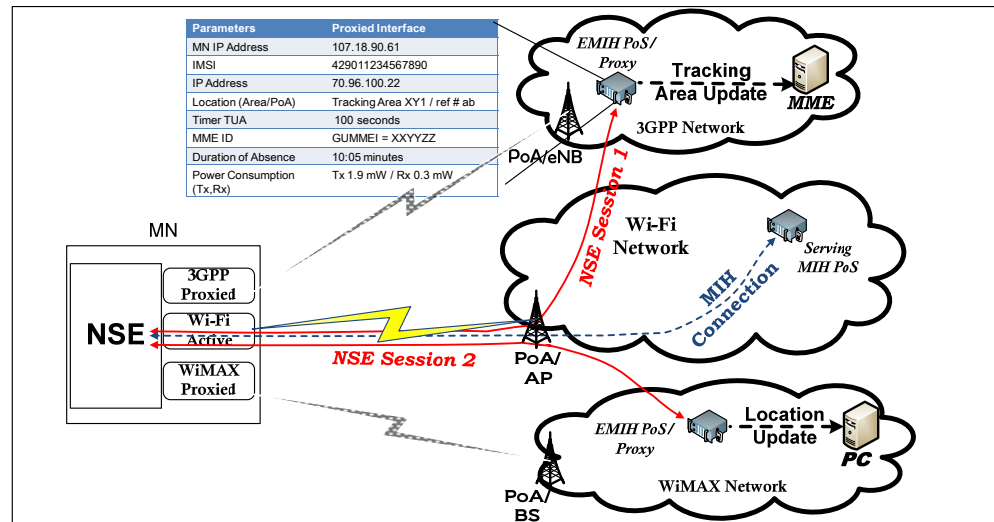 Parameters Proxied Interface
MN IP Address 107.18.90.61
IMSI 429011234567890
IP Address 70.96.100.22
Location (Area/PoA) Tracking Area XY1 / ref # ab
Timer TUA 100 seconds
MME ID GUMMEI = XXYYZZ
Duration of Absence 10:05 minutes
Power Consumption Tx 1.9 mW / Rx 0.3 mW
(Tx,Rx)
EMIH PoS/
Proxy
Tracking
Area Update
MME
3GPP Network
PoA/eNB
NSE Session 1
Wi-Fi
Network
Serving
MIH PoS
MIH
Connection
MN
3GPP
Proxied
NSE
Wi-Fi
Active
WiMAX
Proxied
NSE Session 2
PoA/
AP
EMIH PoS/
Proxy
Location
Update
PC
WiMAX Network
PoA/
BS